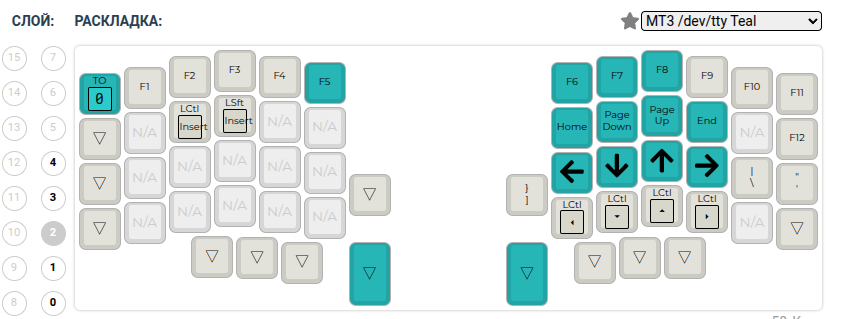 СЛОЙ: РАСКЛАДКА: MT3 /dev/tty Teal
15 7
14 6
13 5
12 4
11 3
10 2
9 1
8 0
TO 0 F1 F2 F3 F4 F5 F6 F7 F8 F9 F10 F11
▽ N/A LCtl Insert LSft Insert N/A N/A Home Page Down Page Up End N/A F12
▽ N/A N/A N/A N/A N/A ▽ } ] ← ↓ ↑ → | \ " '
▽ N/A N/A N/A N/A N/A LCtl ◂ LCtl ▾ LCtl ▴ LCtl ▸ N/A ▽
▽ ▽ ▽ ▽ ▽ ▽ ▽ ▽